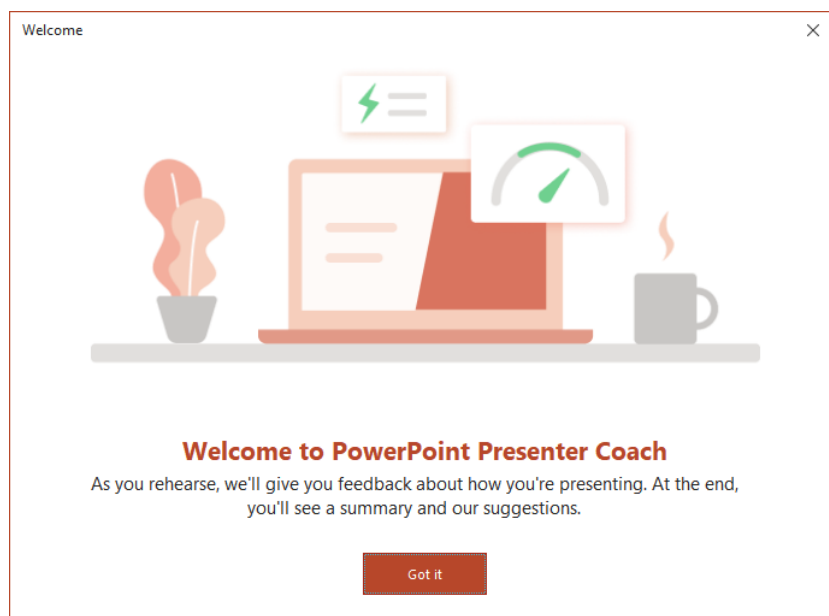 Welcome
Welcome to PowerPoint Presenter Coach
As you rehearse, we'll give you feedback about how you're presenting. At the end,
you'll see a summary and our suggestions.
Got it